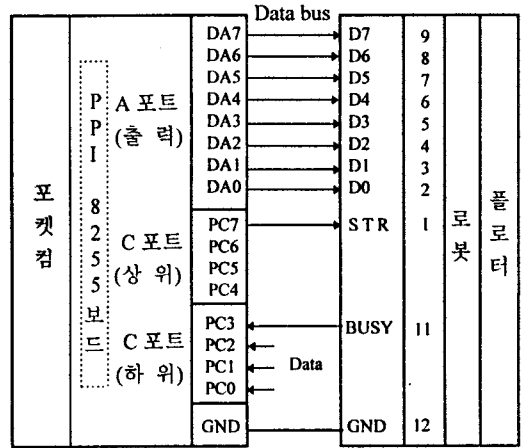 Data bus
DA7 D7 9
DA6 D6 8
DA5 D5 7
DA4 D4 6
DA3 D3 5
DA2 D2 4
DA1 D1 3
DA0 D0 2
PC7 STR 1
PC6
PC5
PC4
PC3 BUSY 11
PC2
PC1 Data
PC0
GND GND 12
포켓컴
PPI 8255보드
A 포트
(출 력)
C 포트
(상 위)
C 포트
(하 위)
로봇
플로터